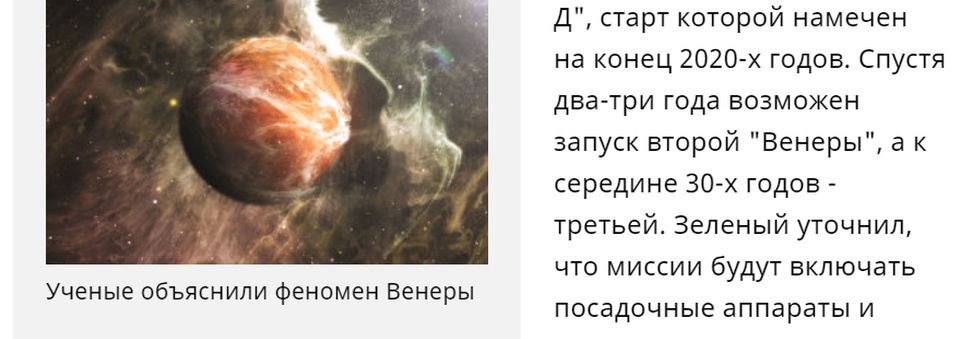 Д", старт которой намечен
на конец 2020-х годов. Спустя
два-три года возможен
запуск второй "Венеры", а к
середине 30-х годов -
третьей. Зеленый уточнил,
что миссии будут включать
посадочные аппараты и
Ученые объяснили феномен Венеры